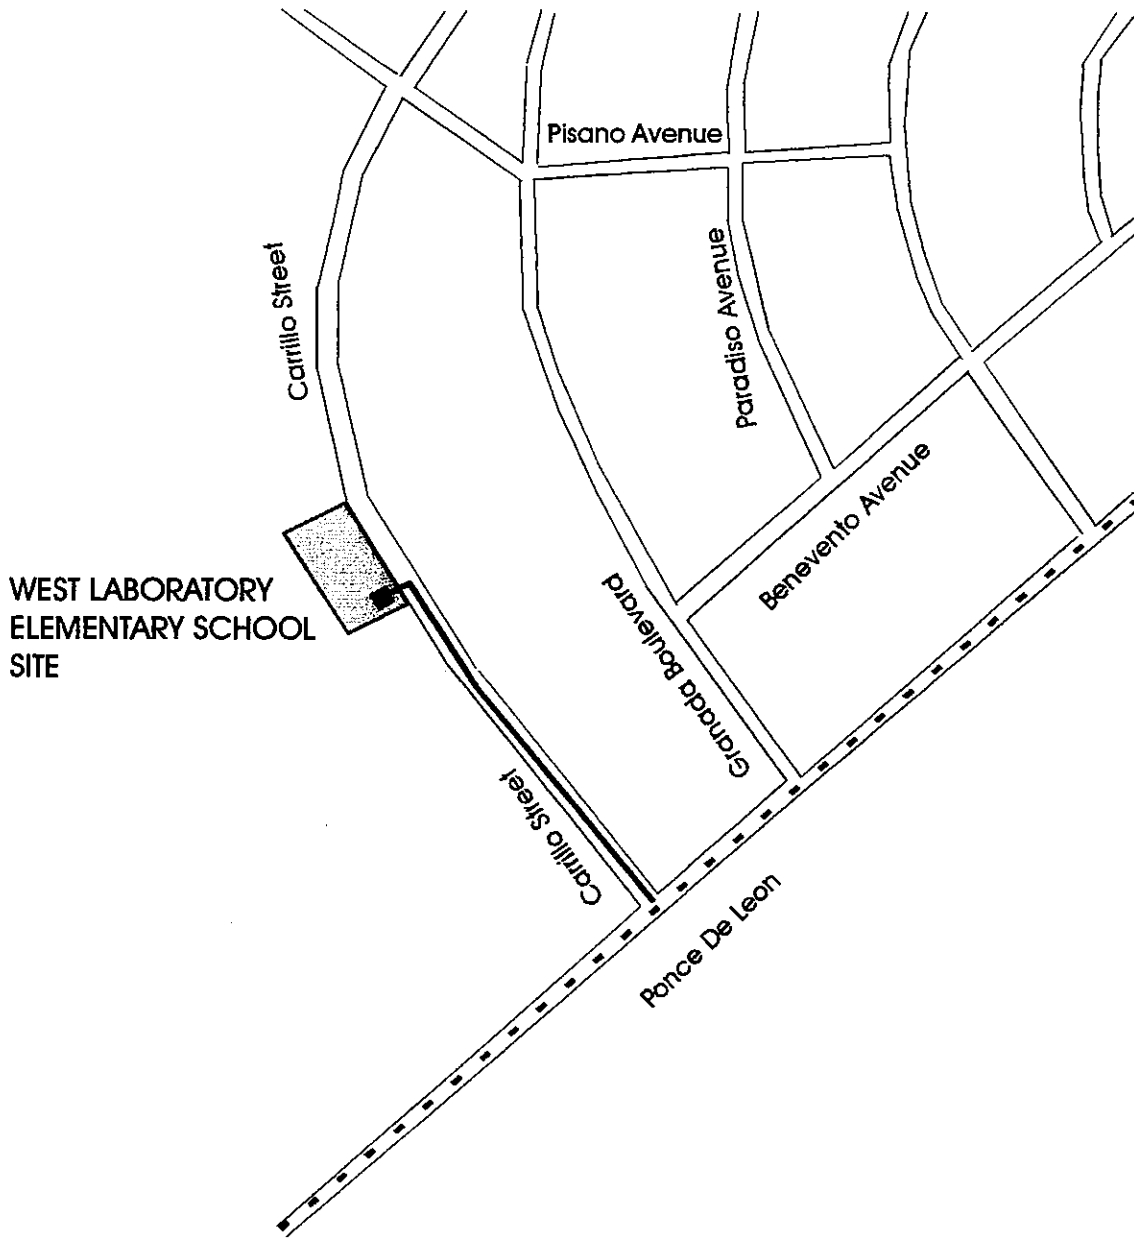 Pisano Avenue
Carrillo Street
Paradiso Avenue
Benevento Avenue
WEST LABORATORY
ELEMENTARY SCHOOL
SITE
Granada Boulevard
Carrillo Street
Ponce De Leon